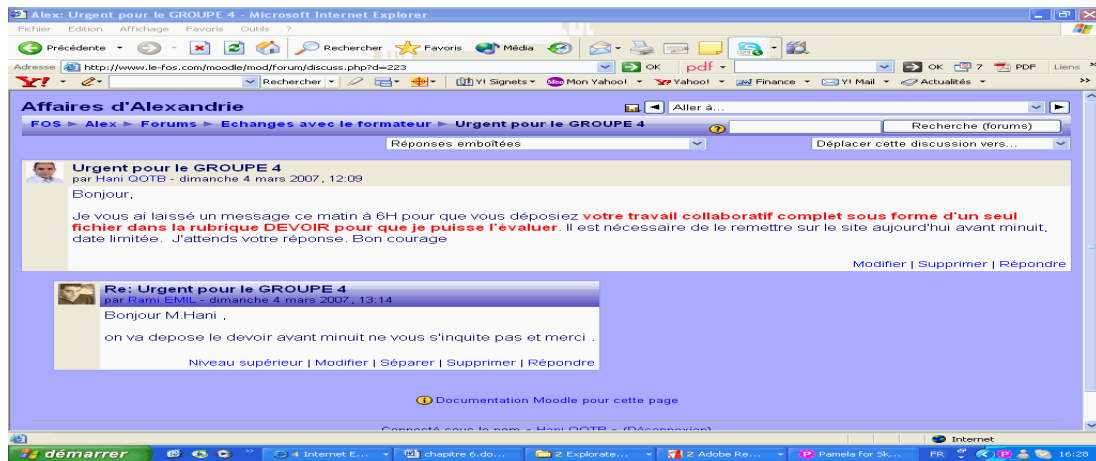 Alex: Urgent pour le GROUPE 4 - Microsoft Internet Explorer
Fichier Edition Affichage Favoris Outils ?
Précédente Rechercher Favoris Média
Adresse http://www.le-fos.com/moodle/mod/forum/discuss.php?d=223 OK pdf OK 7 PDF Liens »
Y! Rechercher Y! Signets Mon Yahoo! Yahoo! Finance Y! Mail Actualités »
Affaires d'Alexandrie Aller à...
FOS ► Alex ► Forums ► Echanges avec le formateur ► Urgent pour le GROUPE 4 Recherche (forums)
Réponses emboîtées Déplacer cette discussion vers...
Urgent pour le GROUPE 4
par Hani QOTB - dimanche 4 mars 2007, 12:09
Bonjour,
Je vous ai laissé un message ce matin à 6H pour que vous déposiez votre travail collaboratif complet sous forme d'un seul
fichier dans la rubrique DEVOIR pour que je puisse l'évaluer. Il est nécessaire de le remettre sur le site aujourd'hui avant minuit,
date limitée. J'attends votre réponse. Bon courage
Modifier | Supprimer | Répondre
Re: Urgent pour le GROUPE 4
par Rami EMIL - dimanche 4 mars 2007, 13:14
Bonjour M.Hani ,
on va depose le devoir avant minuit ne vous s'inquite pas et merci .
Niveau supérieur | Modifier | Séparer | Supprimer | Répondre
Documentation Moodle pour cette page
Connecté sous le nom « Hani QOTB » (Déconnexion)
Internet
démarrer 4 Internet E... chapitre 6.do... 2 Explorate... 2 Adobe Re... Pamela for Sk... FR 16:28